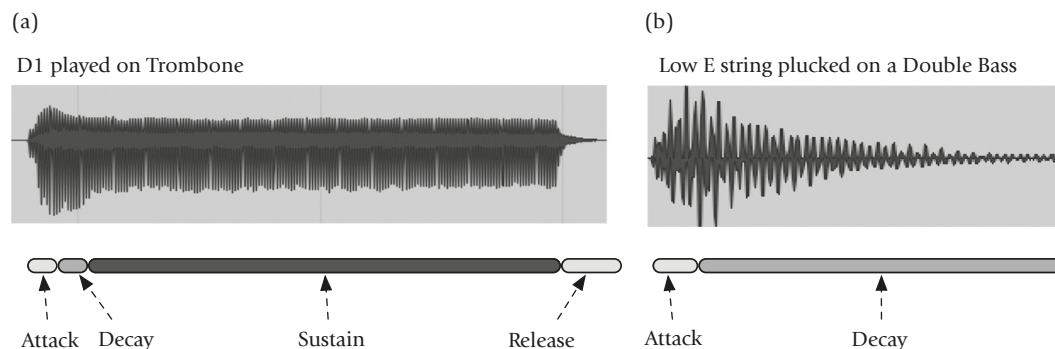 (a)
D1 played on Trombone
Attack Decay Sustain Release
(b)
Low E string plucked on a Double Bass
Attack Decay